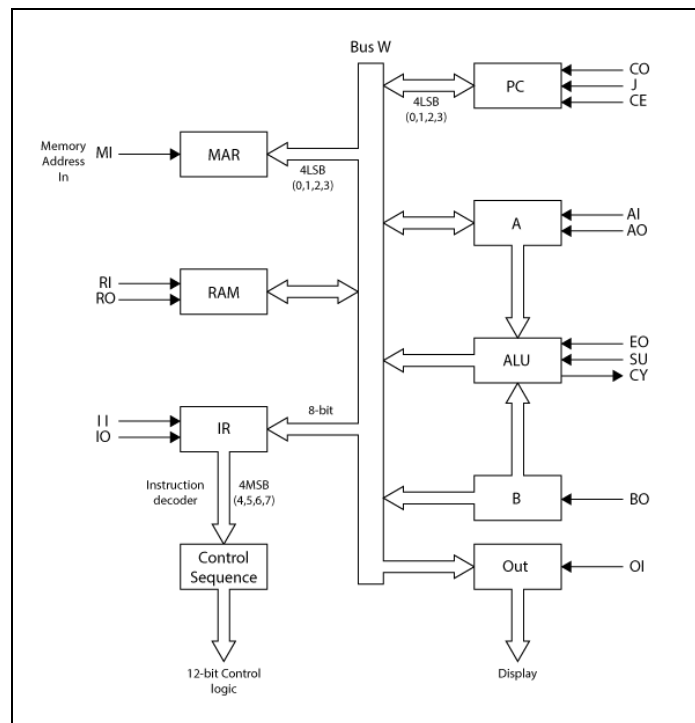 Bus W
PC
CO
J
CE
4LSB
(0,1,2,3)
Memory
Address
In
MI
MAR
4LSB
(0,1,2,3)
A
AI
AO
RI
RO
RAM
ALU
EO
SU
CY
8-bit
I I
IO
IR
Instruction
decoder
4MSB
(4,5,6,7)
B
BO
Control
Sequence
Out
OI
12-bit Control
logic
Display